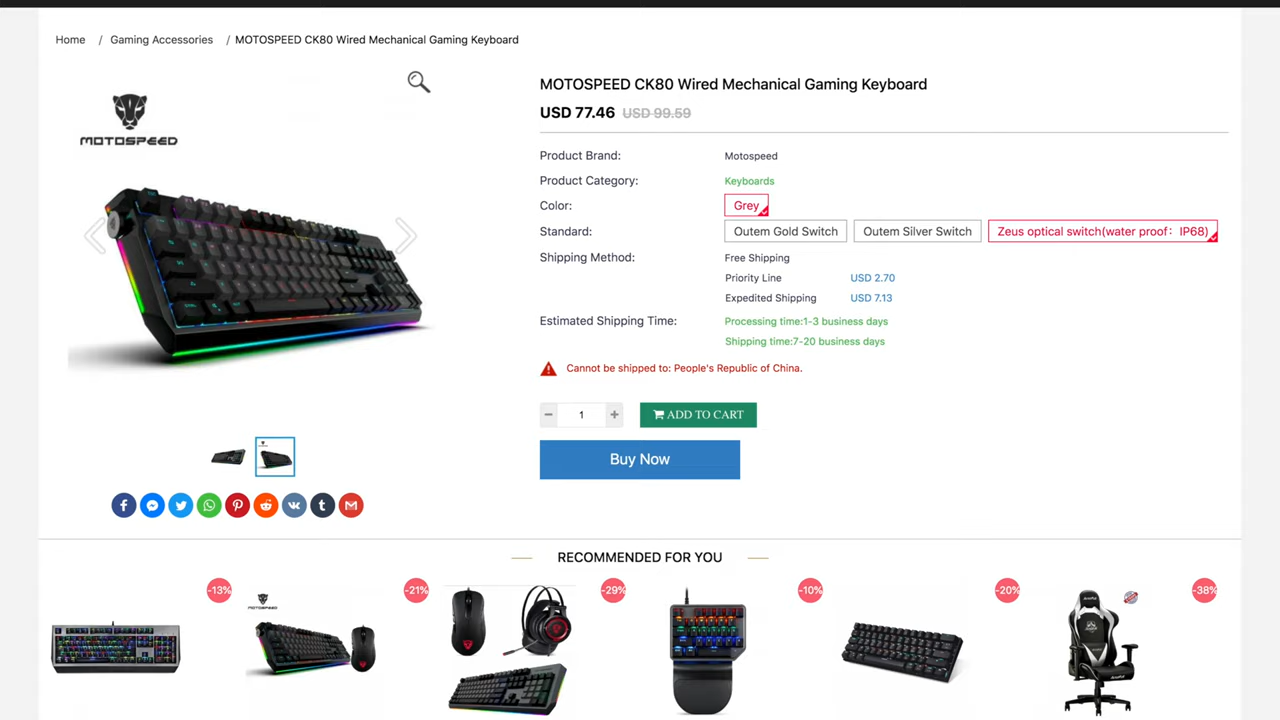 Home / Gaming Accessories / MOTOSPEED CK80 Wired Mechanical Gaming Keyboard
MOTOSPEED
MOTOSPEED CK80 Wired Mechanical Gaming Keyboard
USD 77.46 USD 99.59
Product Brand: Motospeed
Product Category: Keyboards
Color: Grey
Standard: Outem Gold Switch Outem Silver Switch Zeus optical switch(water proof：IP68)
Shipping Method: Free Shipping
Priority Line USD 2.70
Expedited Shipping USD 7.13
Estimated Shipping Time: Processing time:1-3 business days
Shipping time:7-20 business days
Cannot be shipped to: People's Republic of China.
1 ADD TO CART
Buy Now
RECOMMENDED FOR YOU
-13% -21% -29% -10% -20% -38%
MOTOSPEED